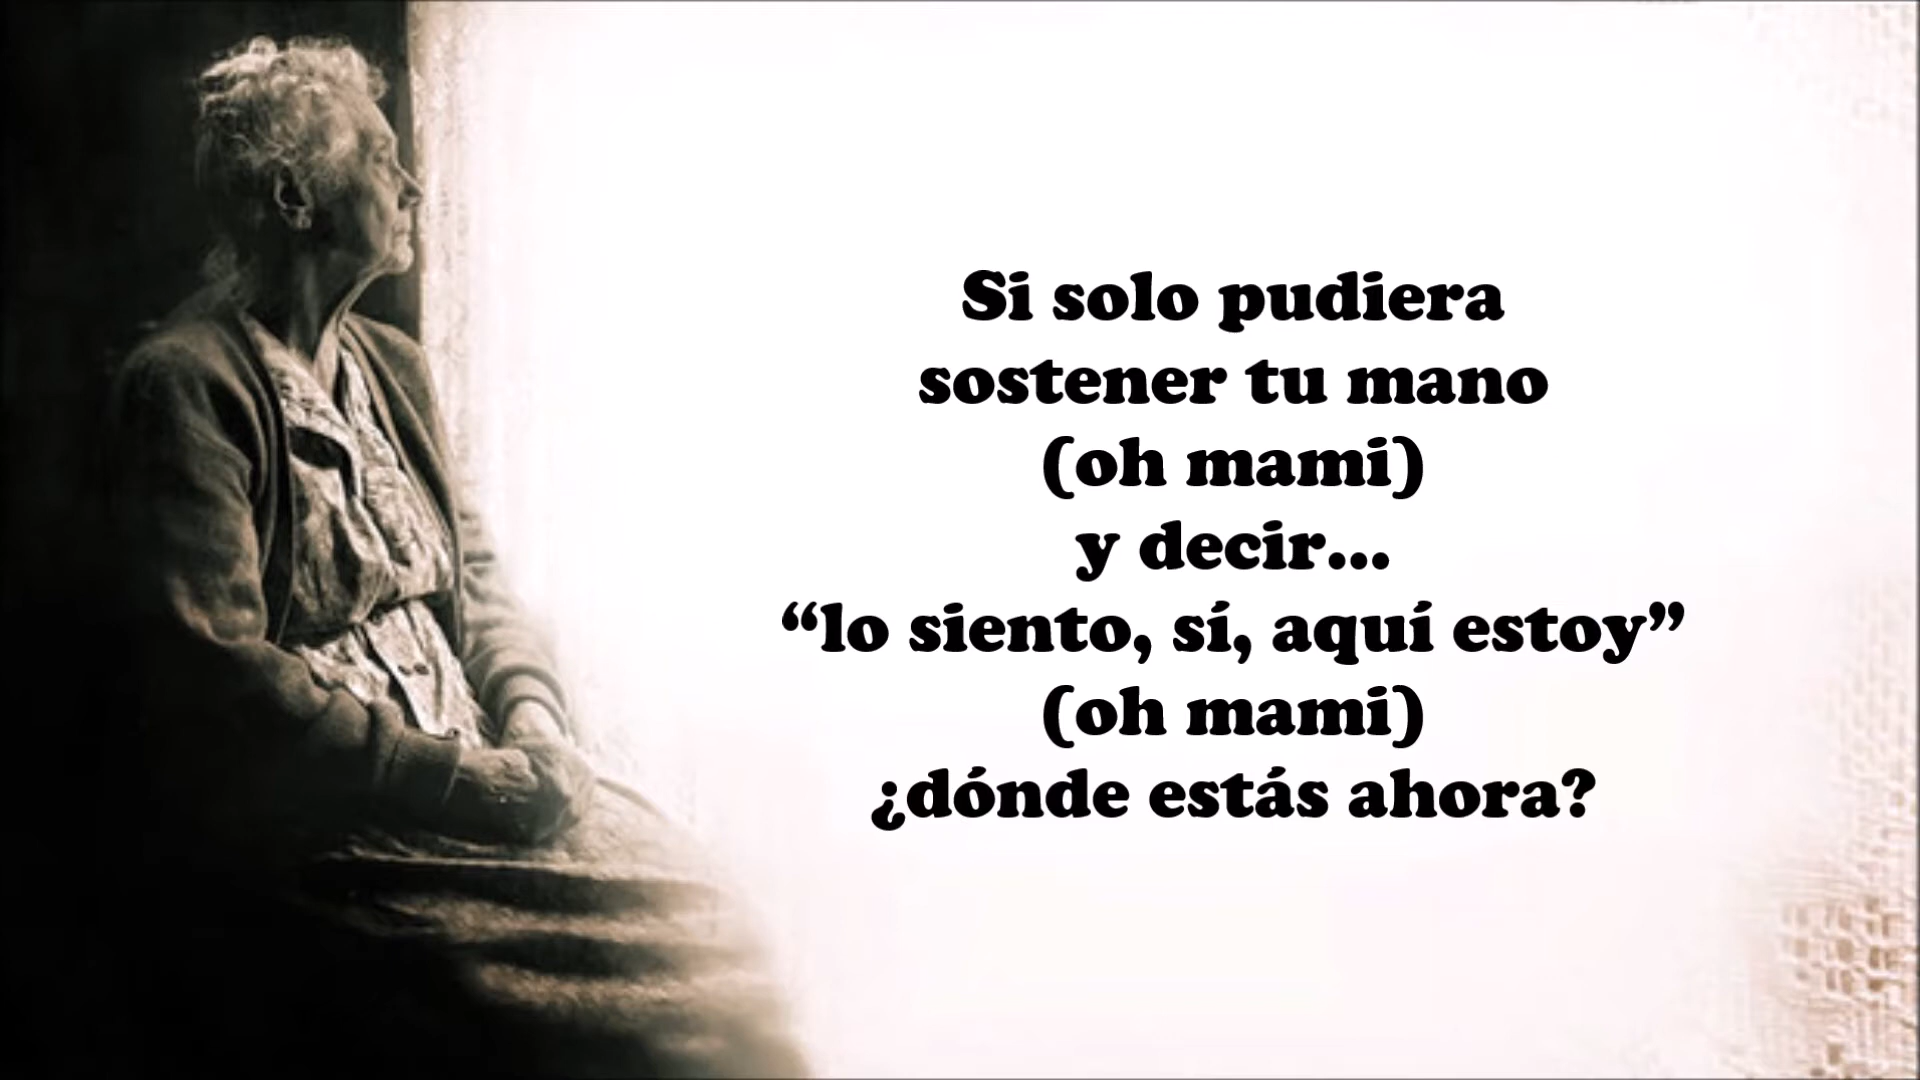 Si solo pudiera
sostener tu mano
(oh mami)
y decir...
“lo siento, sí, aquí estoy”
(oh mami)
¿dónde estás ahora?